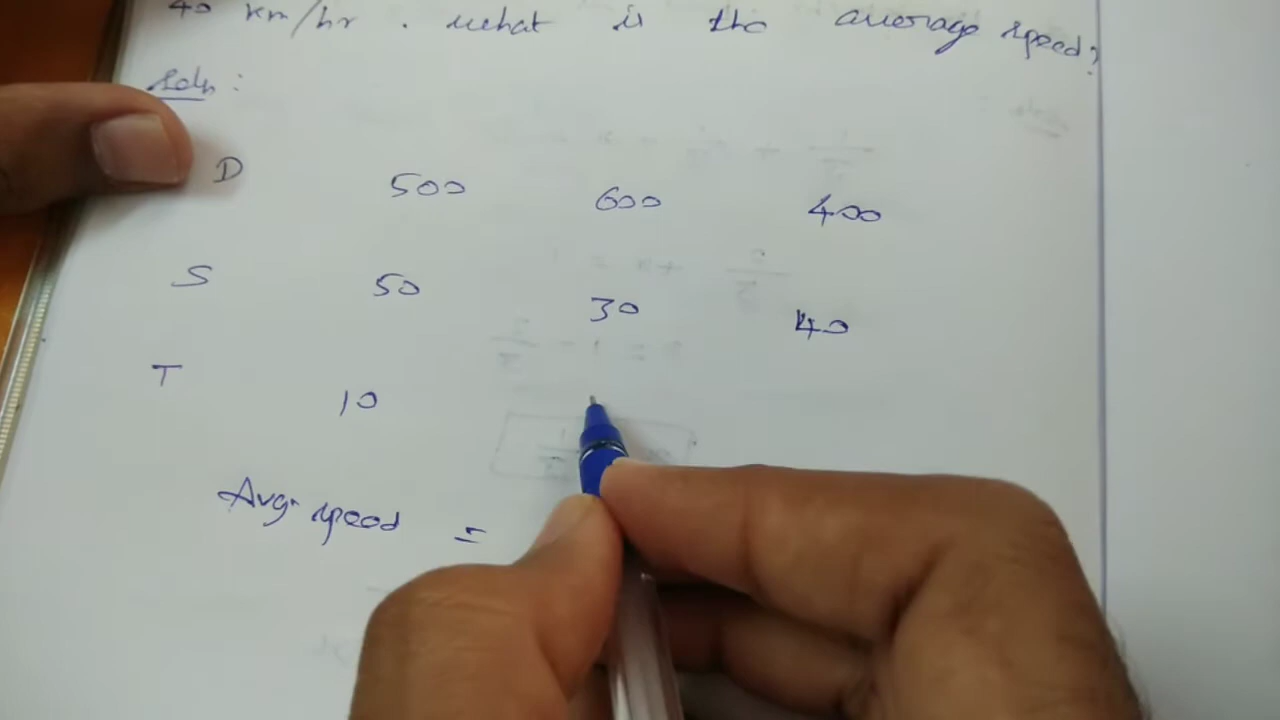 40 km/hr . what is the average speed?
Soln :
D 500 600 400
S 50 30 40
T 10
Avg. speed =